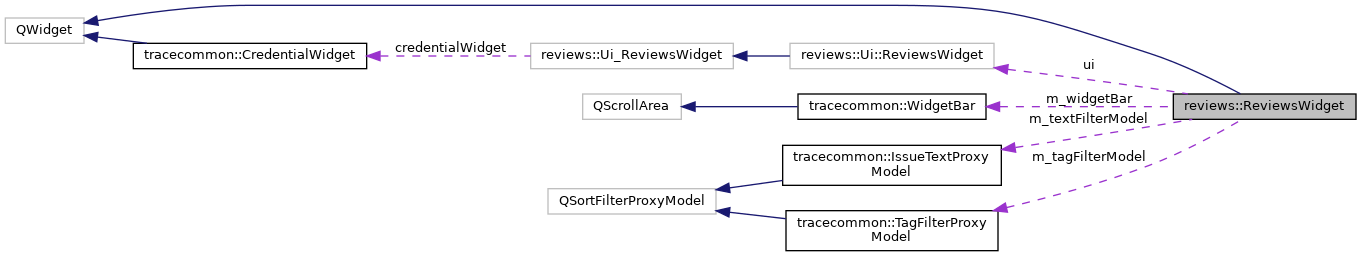 QWidget
tracecommon::CredentialWidget
credentialWidget
reviews::Ui_ReviewsWidget
reviews::Ui::ReviewsWidget
ui
QScrollArea
tracecommon::WidgetBar
m_widgetBar
reviews::ReviewsWidget
m_textFilterModel
tracecommon::IssueTextProxy
Model
m_tagFilterModel
QSortFilterProxyModel
tracecommon::TagFilterProxy
Model